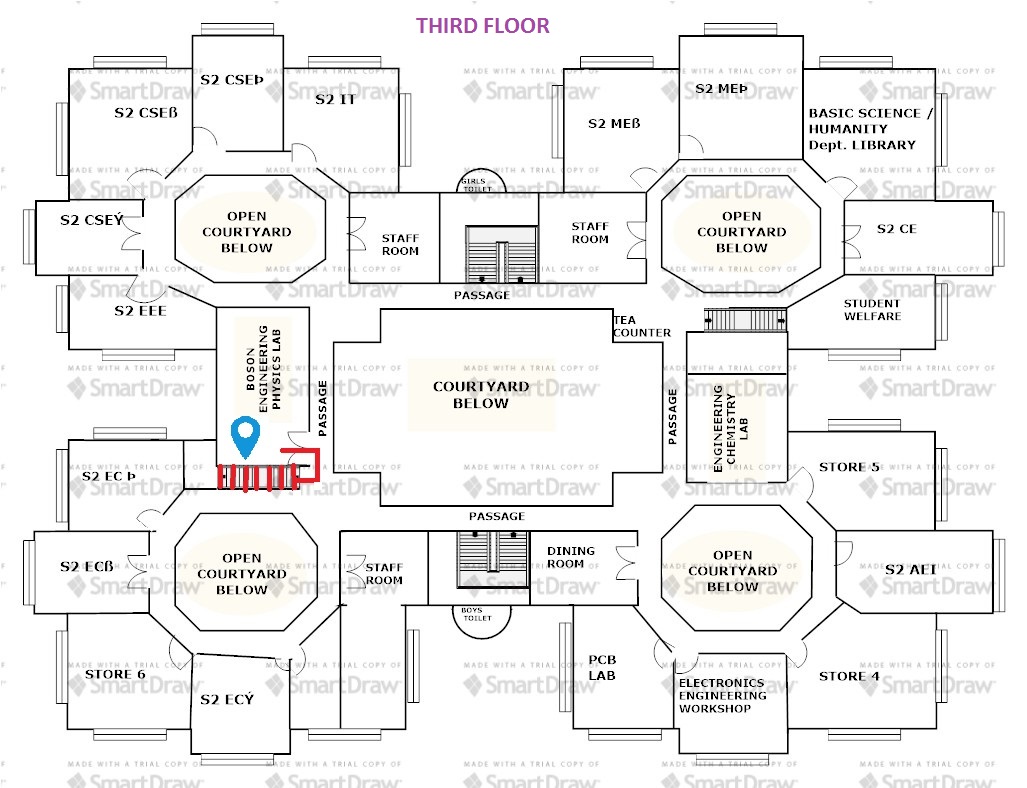 THIRD FLOOR
MADE WITH A TRIAL COPY OF
SmartDraw
S2 CSEÞ
S2 CSEß
S2 IT
S2 MEÞ
S2 MEß
BASIC SCIENCE /
HUMANITY
Dept. LIBRARY
S2 CSEÝ
OPEN
COURTYARD
BELOW
STAFF
ROOM
GIRLS
TOILET
STAFF
ROOM
OPEN
COURTYARD
BELOW
S2 CE
S2 EEE
PASSAGE
TEA
COUNTER
STUDENT
WELFARE
BOSON
ENGINEERING
PHYSICS LAB
PASSAGE
COURTYARD
BELOW
PASSAGE
ENGINEERING
CHEMISTRY
LAB
S2 EC Þ
STORE 5
PASSAGE
S2 ECß
OPEN
COURTYARD
BELOW
STAFF
ROOM
DINING
ROOM
OPEN
COURTYARD
BELOW
S2 AEI
BOYS
TOILET
STORE 6
S2 ECÝ
PCB
LAB
ELECTRONICS
ENGINEERING
WORKSHOP
STORE 4